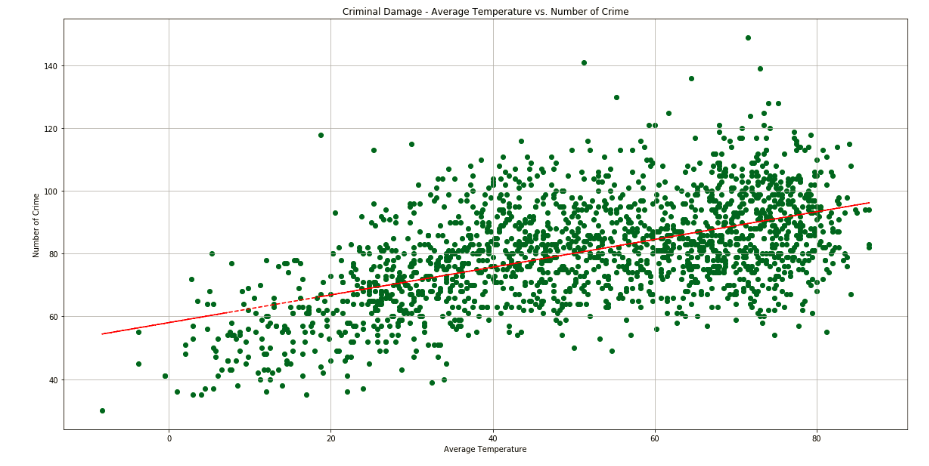 Criminal Damage - Average Temperature vs. Number of Crime
140
120
100
80
60
40
Number of Crime
0 20 40 60 80
Average Temperature